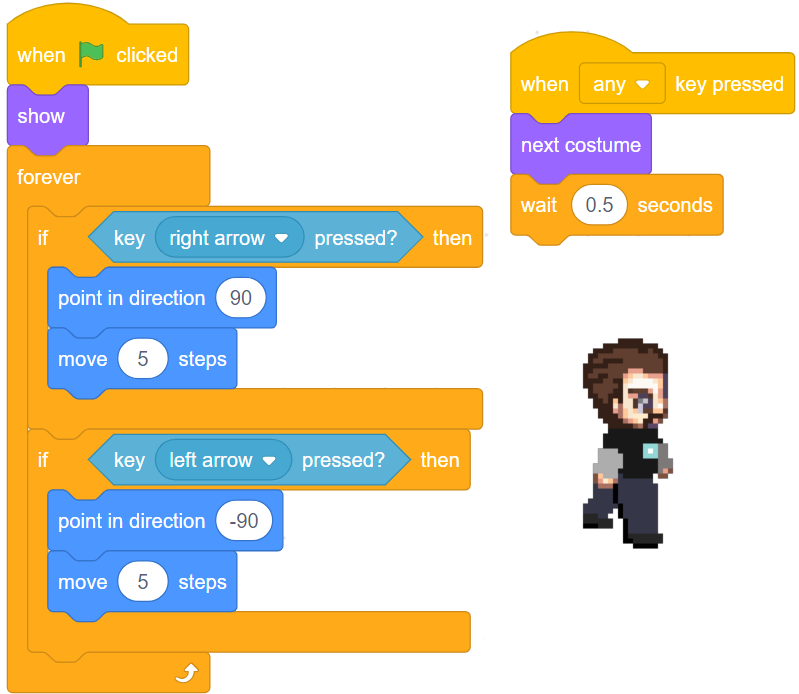 when clicked
show
forever
if key right arrow pressed? then
point in direction 90
move 5 steps
if key left arrow pressed? then
point in direction -90
move 5 steps
when any key pressed
next costume
wait 0.5 seconds